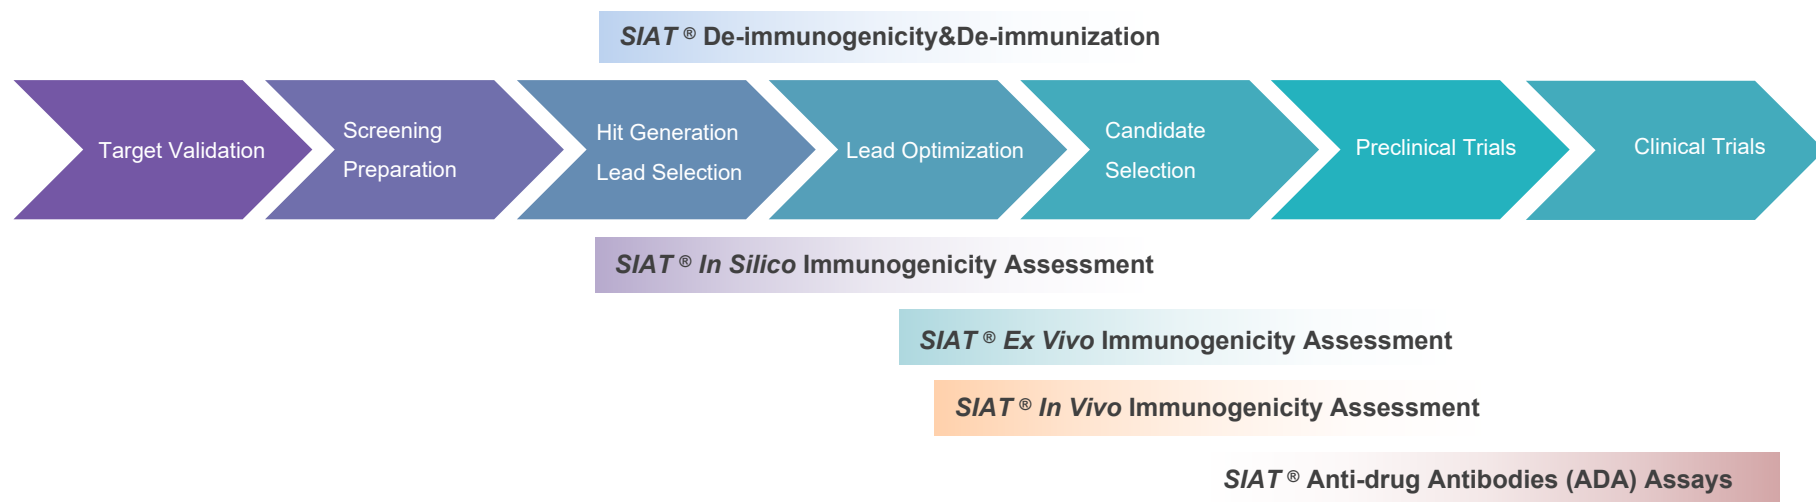 SIAT ® De-immunogenicity&De-immunization
Target Validation
Screening
Preparation
Hit Generation
Lead Selection
Lead Optimization
Candidate
Selection
Preclinical Trials
Clinical Trials
SIAT ® In Silico Immunogenicity Assessment
SIAT ® Ex Vivo Immunogenicity Assessment
SIAT ® In Vivo Immunogenicity Assessment
SIAT ® Anti-drug Antibodies (ADA) Assays